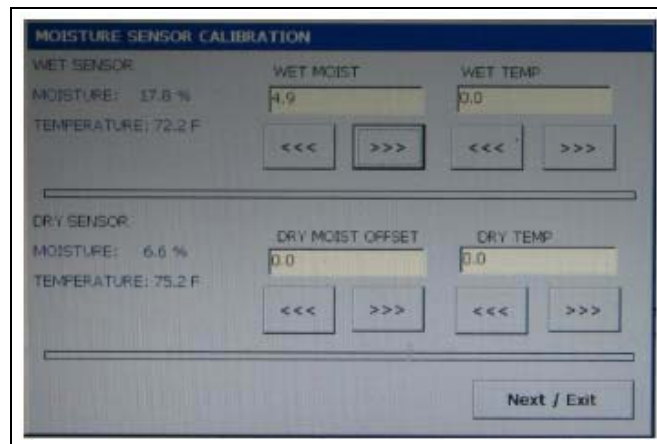 MOISTURE SENSOR CALIBRATION
WET SENSOR
MOISTURE: 17.8 %
TEMPERATURE: 72.2 F
WET MOIST
4.9
<<< >>>
WET TEMP
0.0
<<< >>>
DRY SENSOR
MOISTURE: 6.6 %
TEMPERATURE: 75.2 F
DRY MOIST OFFSET
0.0
<<< >>>
DRY TEMP
0.0
<<< >>>
Next / Exit